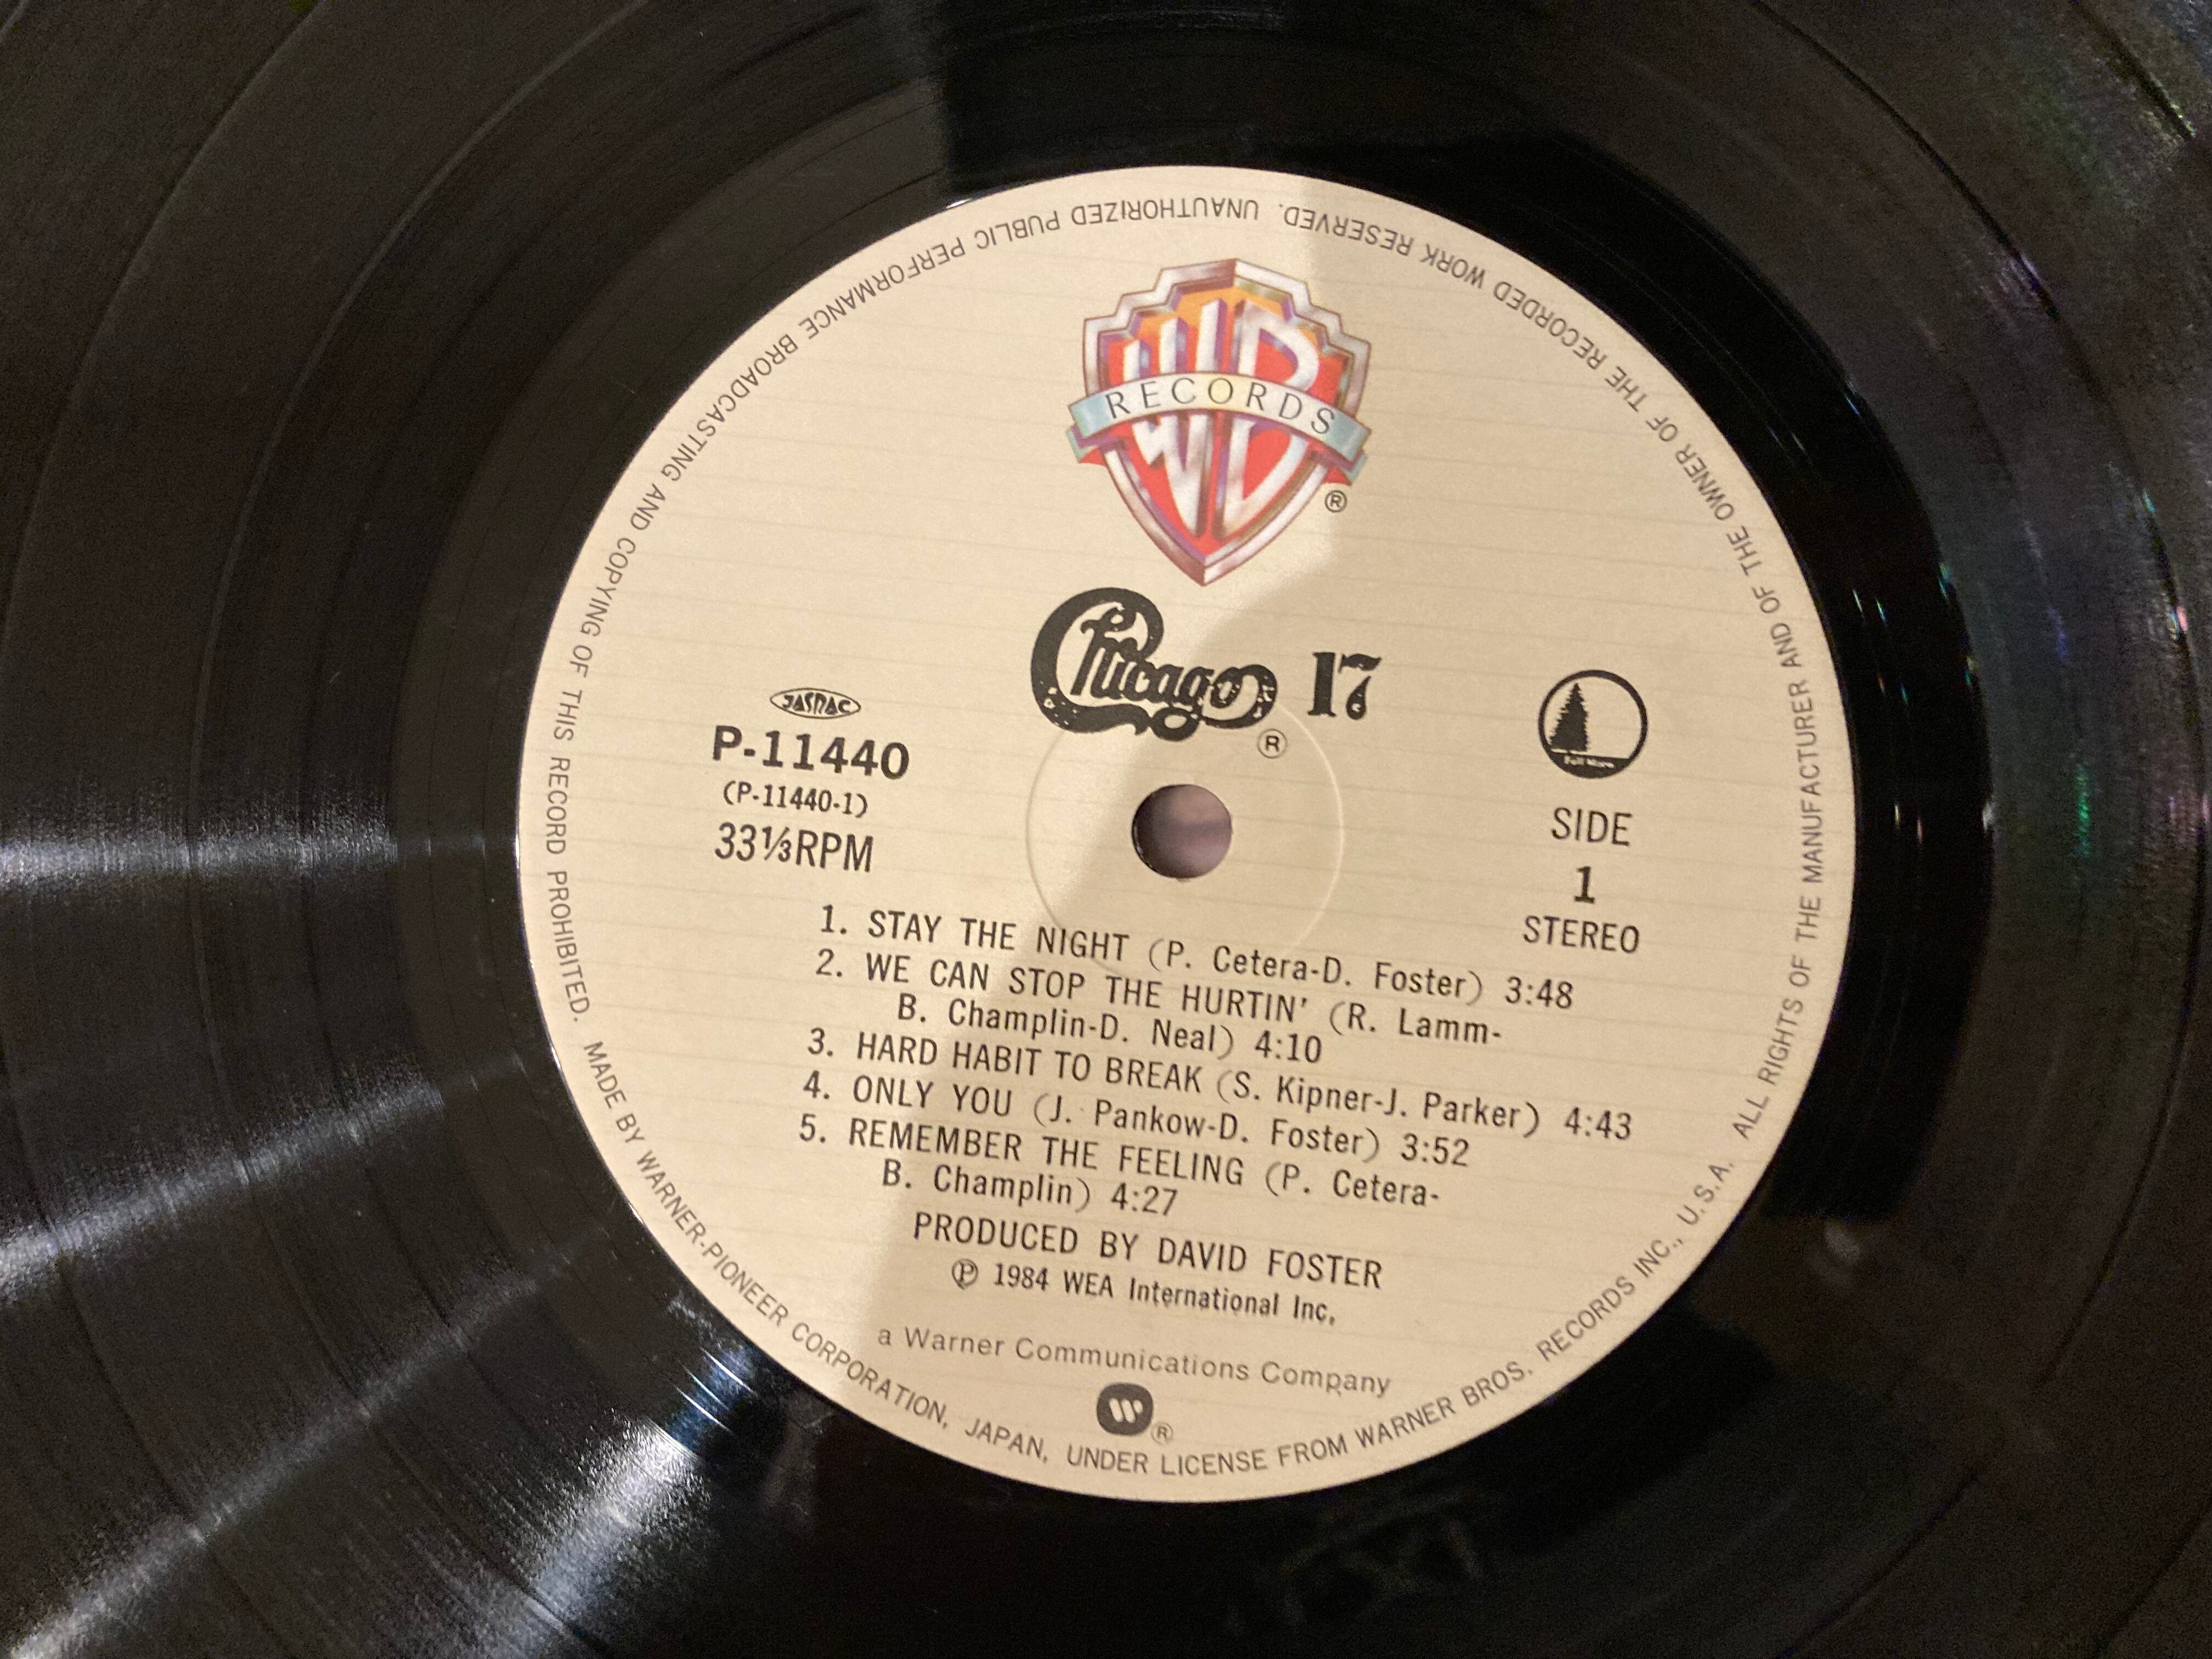 WB
RECORDS
®
Chicago 17
®
JASRAC
P-11440
(P-11440-1)
33⅓RPM
Full Moon
SIDE
1
STEREO
1. STAY THE NIGHT (P. Cetera-D. Foster) 3:48
2. WE CAN STOP THE HURTIN' (R. Lamm-
B. Champlin-D. Neal) 4:10
3. HARD HABIT TO BREAK (S. Kipner-J. Parker) 4:43
4. ONLY YOU (J. Pankow-D. Foster) 3:52
5. REMEMBER THE FEELING (P. Cetera-
B. Champlin) 4:27
PRODUCED BY DAVID FOSTER
℗ 1984 WEA International Inc.
a Warner Communications Company
W®
MADE BY WARNER-PIONEER CORPORATION, JAPAN, UNDER LICENSE FROM WARNER BROS. RECORDS INC., U.S.A. ALL RIGHTS OF THE MANUFACTURER AND OF THE OWNER OF THE RECORDED WORK RESERVED. UNAUTHORIZED PUBLIC PERFORMANCE BROADCASTING AND COPYING OF THIS RECORD PROHIBITED.